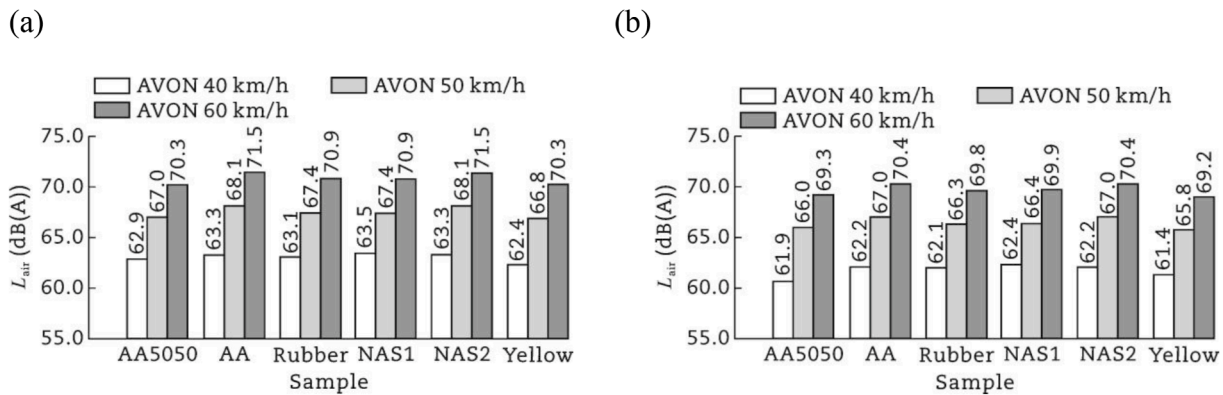 (a)
AVON 40 km/h AVON 50 km/h
AVON 60 km/h
75.0
70.0
65.0
60.0
55.0
L air (dB(A))
62.9 67.0 70.3 63.3 68.1 71.5 63.1 67.4 70.9 63.5 67.4 70.9 63.3 68.1 71.5 62.4 66.8 70.3
AA5050 AA Rubber NAS1 NAS2 Yellow
Sample
(b)
AVON 40 km/h AVON 50 km/h
AVON 60 km/h
75.0
70.0
65.0
60.0
55.0
L air (dB(A))
61.9 66.0 69.3 62.2 67.0 70.4 62.1 66.3 69.8 62.4 66.4 69.9 62.2 67.0 70.4 61.4 65.8 69.2
AA5050 AA Rubber NAS1 NAS2 Yellow
Sample